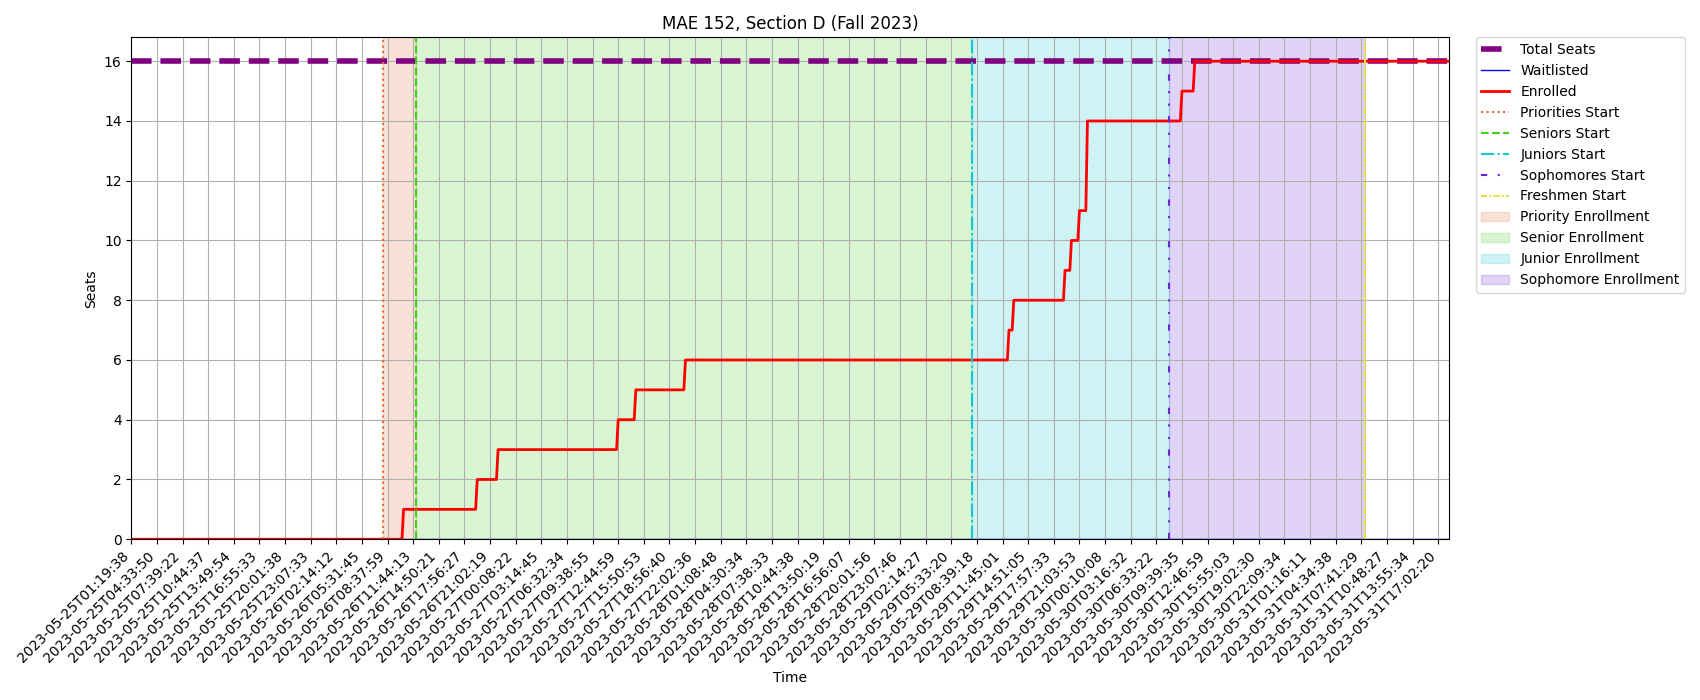 MAE 152, Section D (Fall 2023)
Seats
16
14
12
10
8
6
4
2
0
2023-05-25T01:19:38
2023-05-25T04:33:50
2023-05-25T07:39:22
2023-05-25T10:44:37
2023-05-25T13:49:54
2023-05-25T16:55:33
2023-05-25T20:01:38
2023-05-25T23:07:33
2023-05-26T02:14:12
2023-05-26T05:31:45
2023-05-26T08:37:59
2023-05-26T11:44:13
2023-05-26T14:50:21
2023-05-26T17:56:27
2023-05-26T21:02:19
2023-05-27T00:08:22
2023-05-27T03:14:45
2023-05-27T06:32:34
2023-05-27T09:38:55
2023-05-27T12:44:59
2023-05-27T15:50:53
2023-05-27T18:56:40
2023-05-27T22:02:36
2023-05-28T01:08:48
2023-05-28T04:30:34
2023-05-28T07:38:33
2023-05-28T10:44:38
2023-05-28T13:50:19
2023-05-28T16:56:07
2023-05-28T20:01:56
2023-05-28T23:07:46
2023-05-29T02:14:27
2023-05-29T05:33:20
2023-05-29T08:39:18
2023-05-29T11:45:01
2023-05-29T14:51:05
2023-05-29T17:57:33
2023-05-29T21:03:53
2023-05-30T00:10:08
2023-05-30T03:16:32
2023-05-30T06:33:22
2023-05-30T09:39:35
2023-05-30T12:46:59
2023-05-30T15:55:03
2023-05-30T19:02:30
2023-05-30T22:09:34
2023-05-31T01:16:11
2023-05-31T04:34:38
2023-05-31T07:41:29
2023-05-31T10:48:27
2023-05-31T13:55:34
2023-05-31T17:02:20
Time
Total Seats
Waitlisted
Enrolled
Priorities Start
Seniors Start
Juniors Start
Sophomores Start
Freshmen Start
Priority Enrollment
Senior Enrollment
Junior Enrollment
Sophomore Enrollment